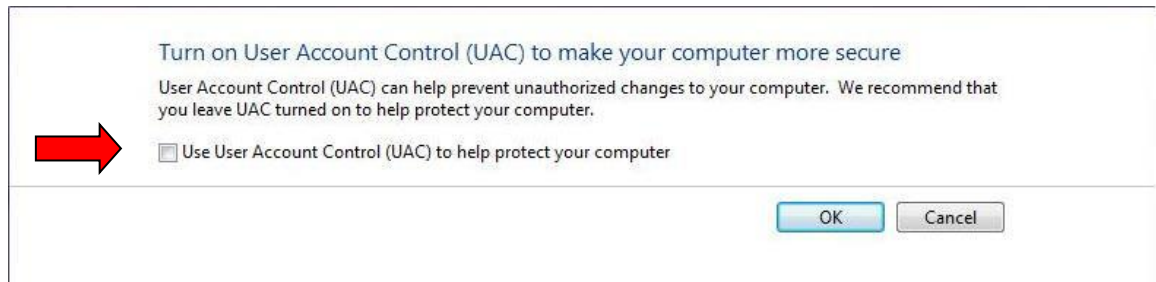 Turn on User Account Control (UAC) to make your computer more secure
User Account Control (UAC) can help prevent unauthorized changes to your computer. We recommend that
you leave UAC turned on to help protect your computer.
Use User Account Control (UAC) to help protect your computer
OK Cancel